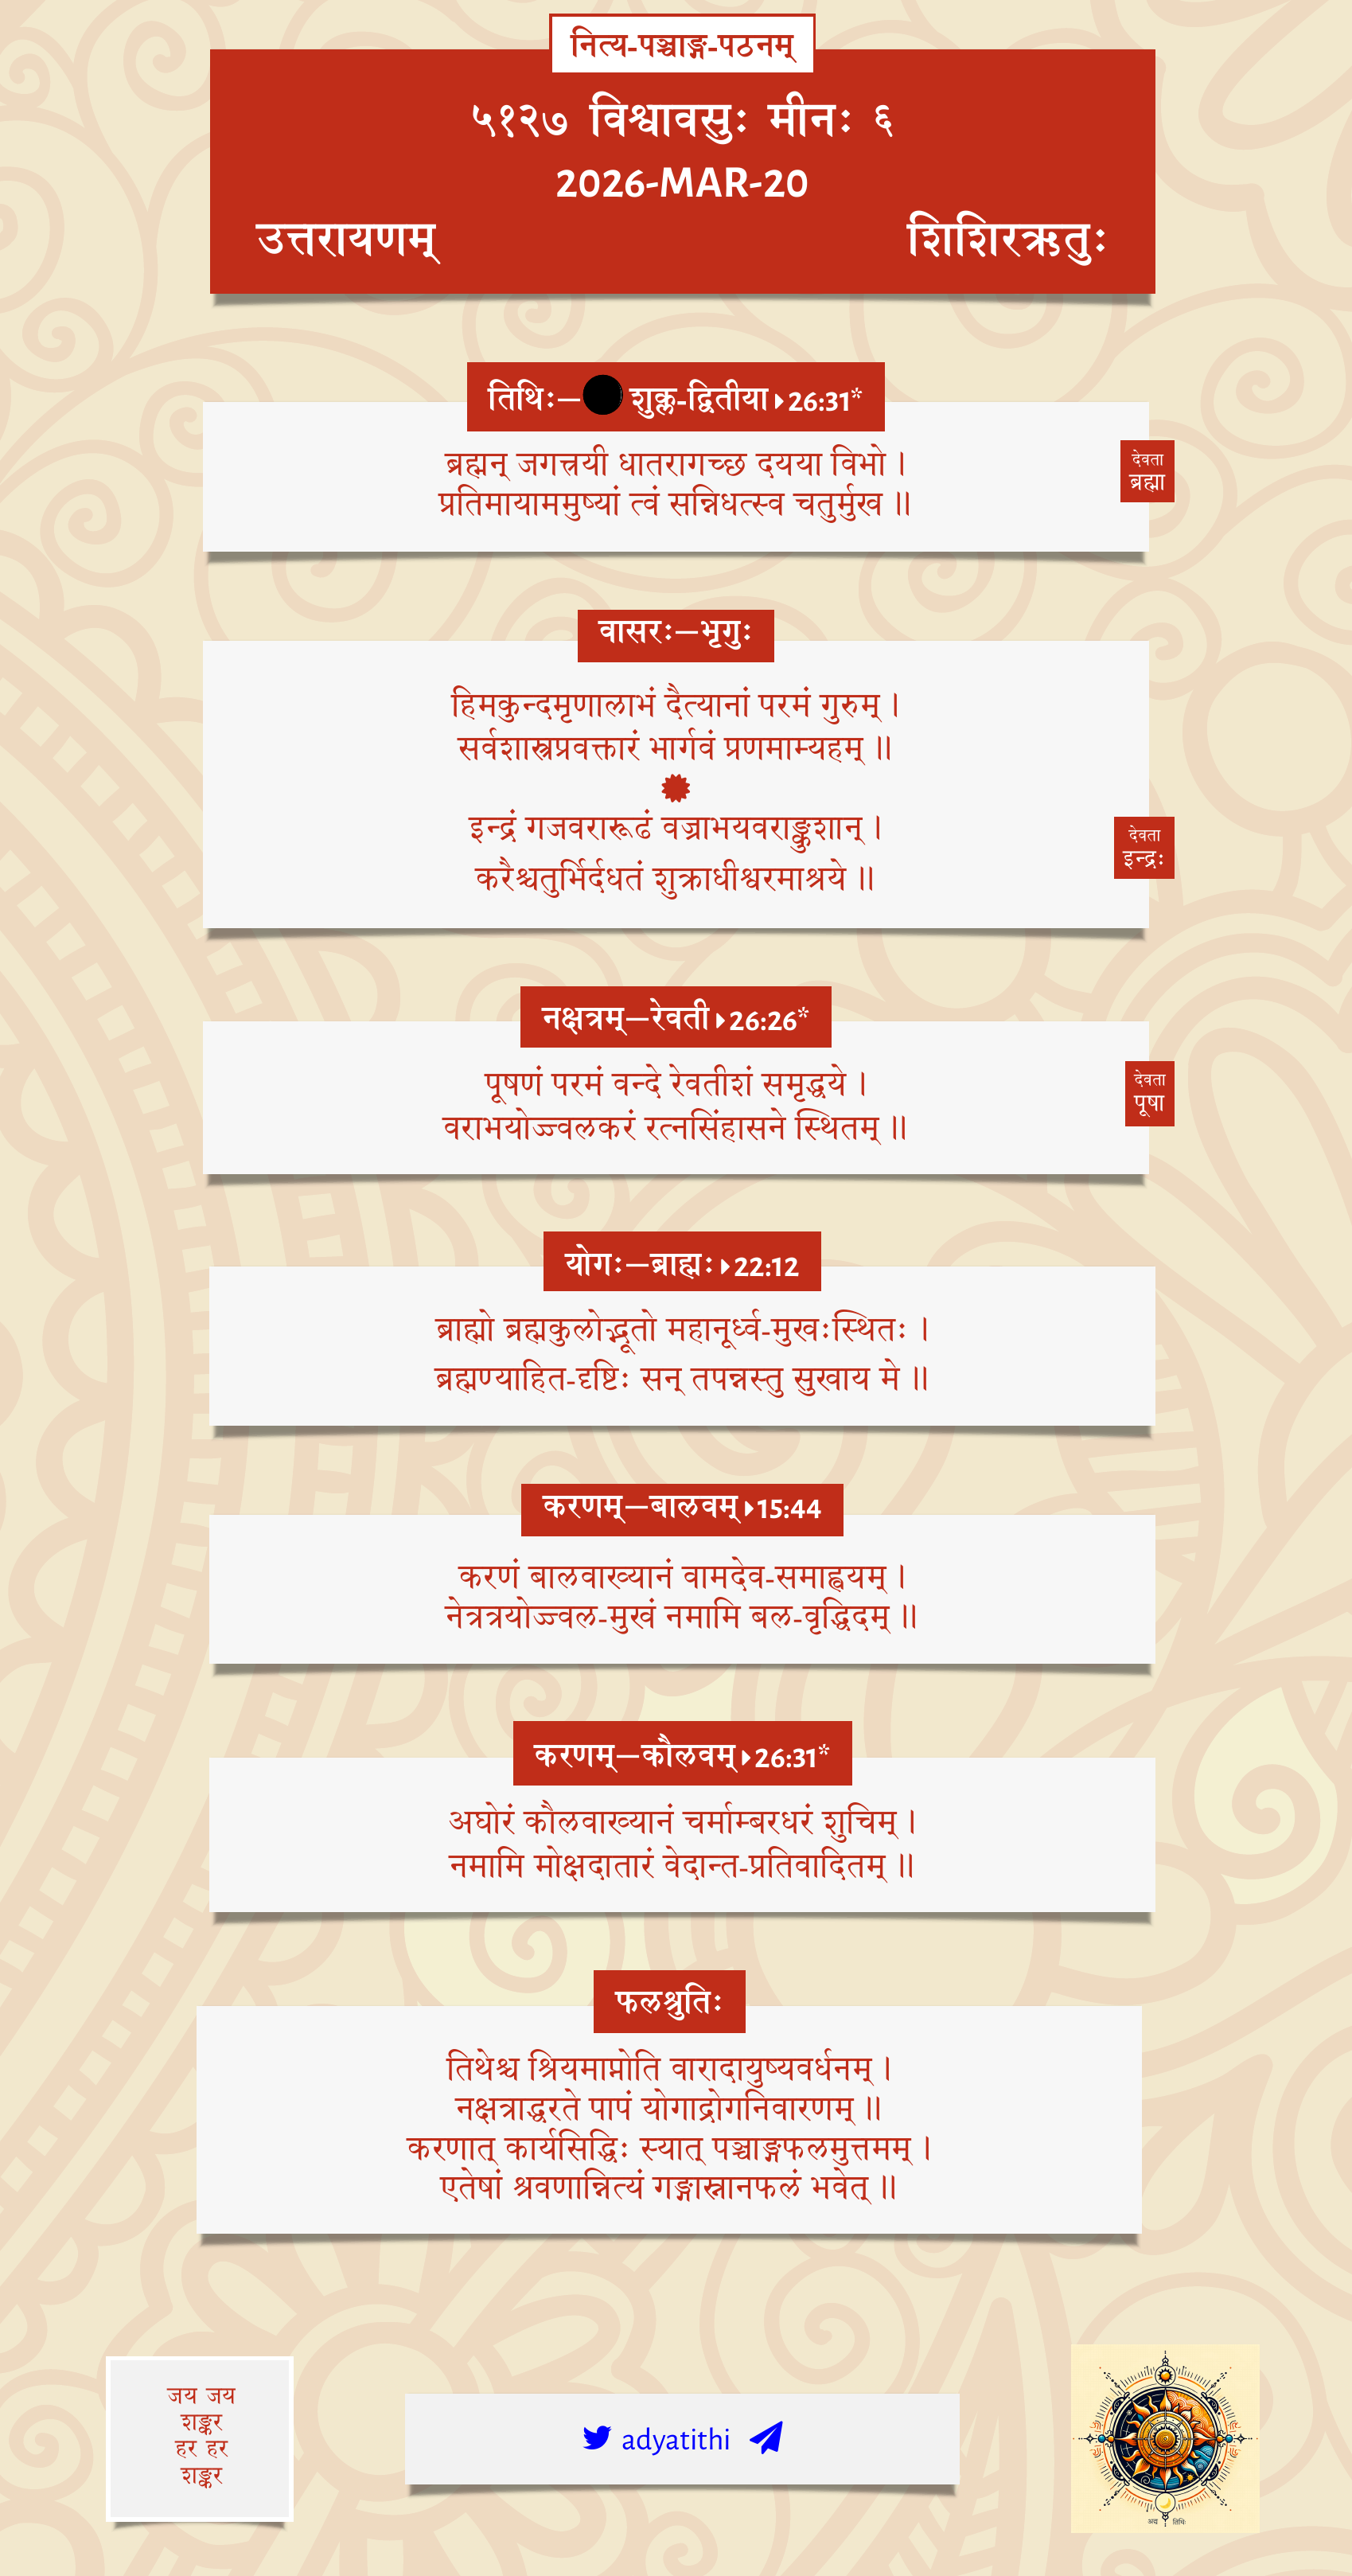 नित्य-पञ्चाङ्ग-पठनम्
५१२७ विश्वावसुः मीनः ६
2026-MAR-20
उत्तरायणम् शिशिरऋतुः
तिथिः—शुक्ल-द्वितीया 26:31*
ब्रह्मन् जगत्त्रयी धातरागच्छ दयया विभो ।
प्रतिमायाममुष्यां त्वं सन्निधत्स्व चतुर्मुख ॥
देवता
ब्रह्मा
वासरः—भृगुः
हिमकुन्दमृणालाभं दैत्यानां परमं गुरुम् ।
सर्वशास्त्रप्रवक्तारं भार्गवं प्रणमाम्यहम् ॥
इन्द्रं गजवरारूढं वज्राभयवराङ्कुशान् ।
करैश्चतुर्भिर्दधतं शुक्राधीश्वरमाश्रये ॥
देवता
इन्द्रः
नक्षत्रम्—रेवती 26:26*
पूषणं परमं वन्दे रेवतीशं समृद्धये ।
वराभयोज्ज्वलकरं रत्नसिंहासने स्थितम् ॥
देवता
पूषा
योगः—ब्राह्मः 22:12
ब्राह्मो ब्रह्मकुलोद्भूतो महानूर्ध्व-मुखःस्थितः ।
ब्रह्मण्याहित-दृष्टिः सन् तपन्नस्तु सुखाय मे ॥
करणम्—बालवम् 15:44
करणं बालवाख्यानं वामदेव-समाह्वयम् ।
नेत्रत्रयोज्ज्वल-मुखं नमामि बल-वृद्धिदम् ॥
करणम्—कौलवम् 26:31*
अघोरं कौलवाख्यानं चर्माम्बरधरं शुचिम् ।
नमामि मोक्षदातारं वेदान्त-प्रतिवादितम् ॥
फलश्रुतिः
तिथेश्च श्रियमाप्नोति वारादायुष्यवर्धनम् ।
नक्षत्राद्धरते पापं योगाद्रोगनिवारणम् ॥
करणात् कार्यसिद्धिः स्यात् पञ्चाङ्गफलमुत्तमम् ।
एतेषां श्रवणान्नित्यं गङ्गास्नानफलं भवेत् ॥
जय जय
शङ्कर
हर हर
शङ्कर
adyatithi
अद्य तिथिः